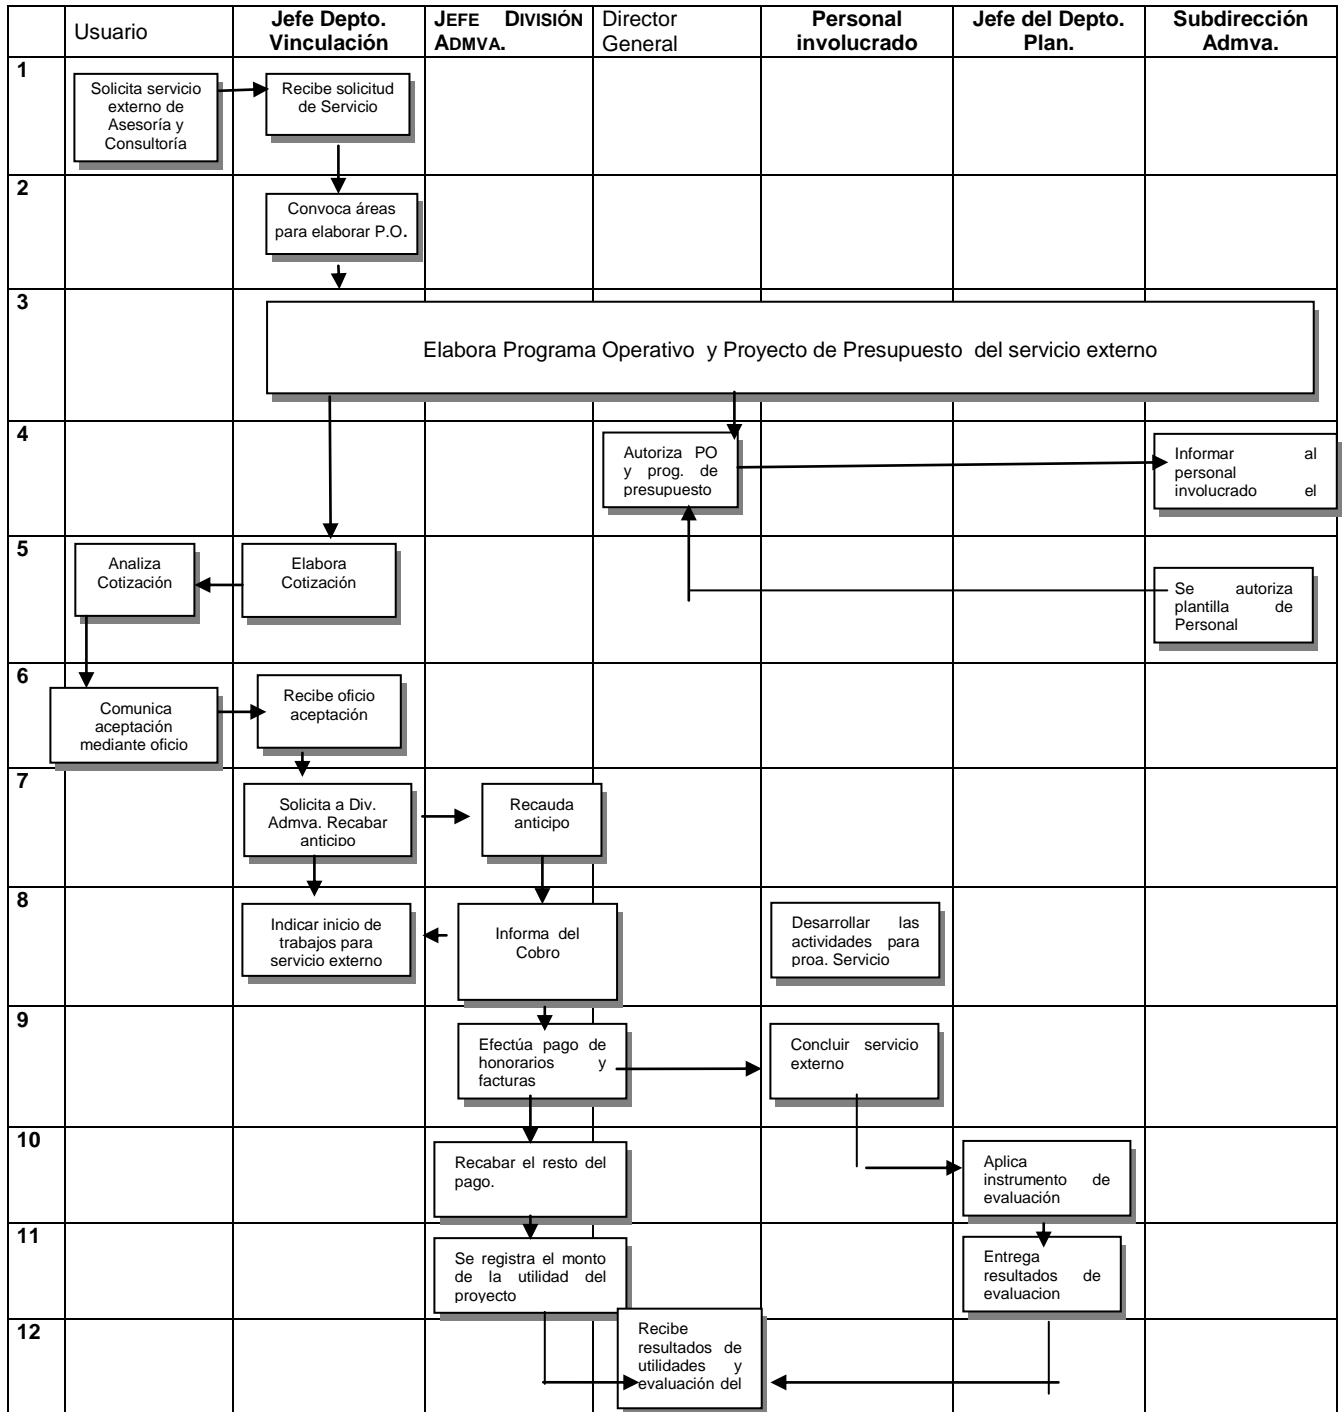 Usuario
Jefe Depto.
Vinculación
JEFE DIVISIÓN
ADMVA.
Director
General
Personal
involucrado
Jefe del Depto.
Plan.
Subdirección
Admva.
1
Solicita servicio
externo de
Asesoría y
Consultoría
Recibe solicitud
de Servicio
2
Convoca áreas
para elaborar P.O.
3
Elabora Programa Operativo y Proyecto de Presupuesto del servicio externo
4
Autoriza PO
y prog. de
presupuesto
Informar al
personal
involucrado el
5
Analiza
Cotización
Elabora
Cotización
Se autoriza
plantilla de
Personal
6
Comunica
aceptación
mediante oficio
Recibe oficio
aceptación
7
Solicita a Div.
Admva. Recabar
anticipo
Recauda
anticipo
8
Indicar inicio de
trabajos para
servicio externo
Informa del
Cobro
Desarrollar las
actividades para
proa. Servicio
9
Efectúa pago de
honorarios y
facturas
Concluir servicio
externo
10
Recabar el resto del
pago.
Aplica
instrumento de
evaluación
11
Se registra el monto
de la utilidad del
proyecto
Entrega
resultados de
evaluacion
12
Recibe
resultados de
utilidades y
evaluación del